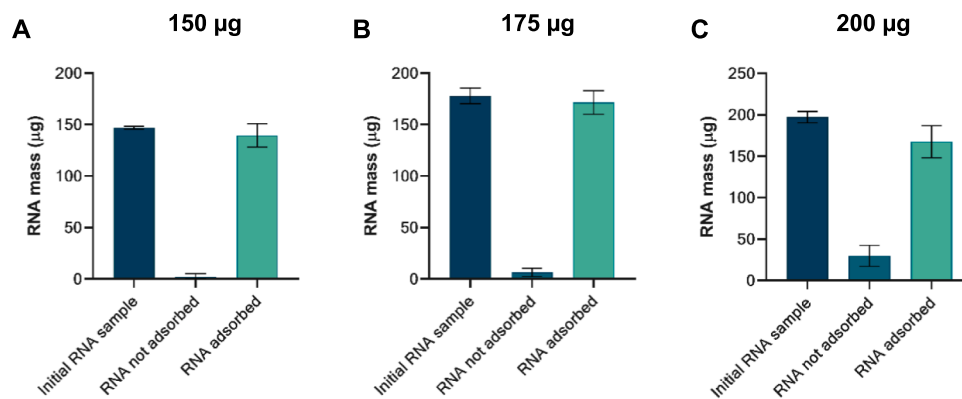 A
150 µg
RNA mass (µg)
200
150
100
50
0
Initial RNA sample
RNA not adsorbed
RNA adsorbed
B
175 µg
RNA mass (µg)
200
150
100
50
0
Initial RNA sample
RNA not adsorbed
RNA adsorbed
C
200 µg
RNA mass (µg)
250
200
150
100
50
0
Initial RNA sample
RNA not adsorbed
RNA adsorbed